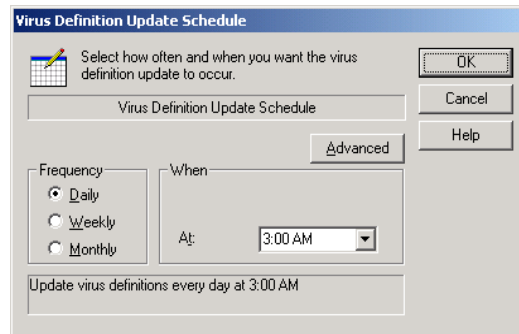 Virus Definition Update Schedule
Select how often and when you want the virus
definition update to occur.
OK
Virus Definition Update Schedule
Cancel
Help
Advanced
Frequency
When
Daily
Weekly
Monthly
At:
3:00 AM
Update virus definitions every day at 3:00 AM